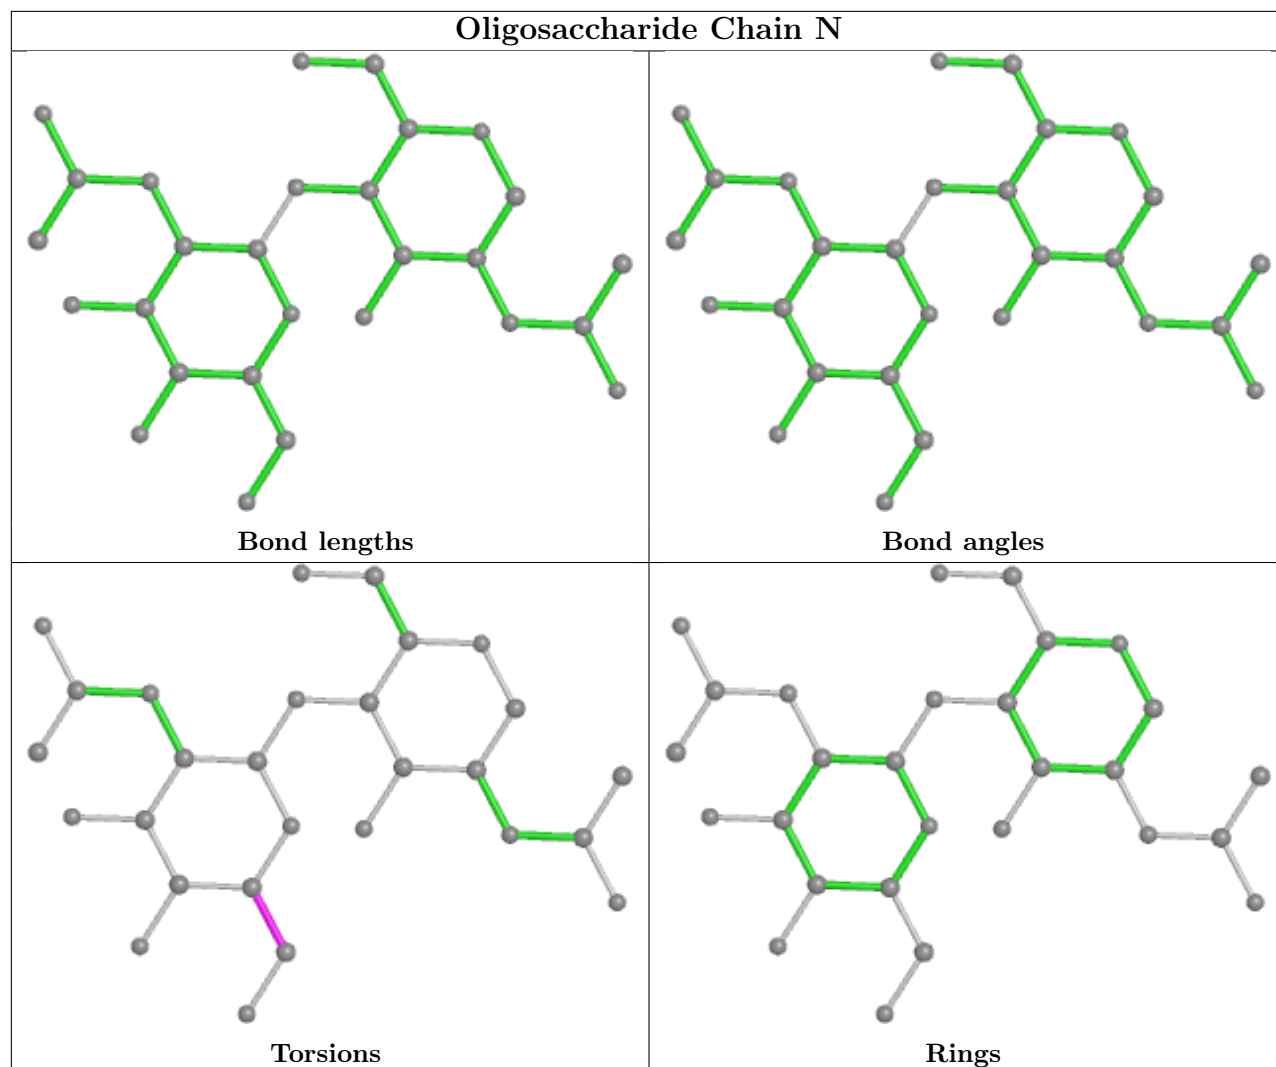 Oligosaccharide Chain N
Bond lengths
Bond angles
Torsions
Rings